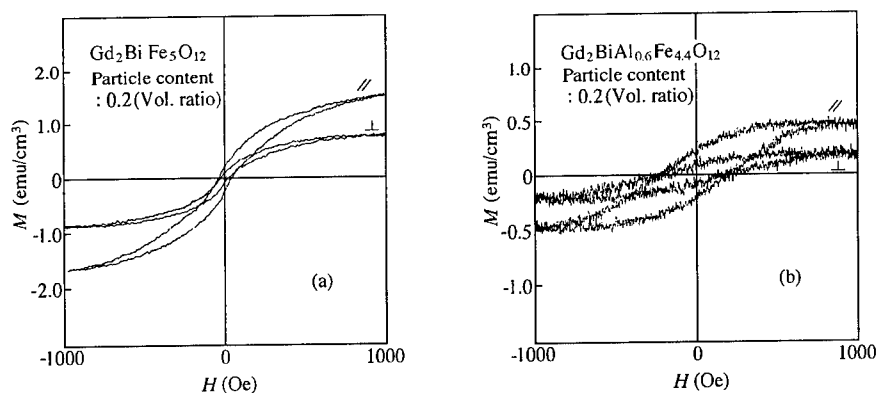 Gd₂Bi Fe₅O₁₂
Particle content
: 0.2 (Vol. ratio)
//
⊥
(a)
2.0
1.0
0
-1.0
-2.0
M (emu/cm³)
-1000
0
1000
H (Oe)
Gd₂BiAl₀.₆Fe₄.₄O₁₂
Particle content
: 0.2 (Vol. ratio)
//
⊥
(b)
1.0
0.5
0
-0.5
-1.0
-1500
M (emu/cm³)
-1000
0
1000
H (Oe)